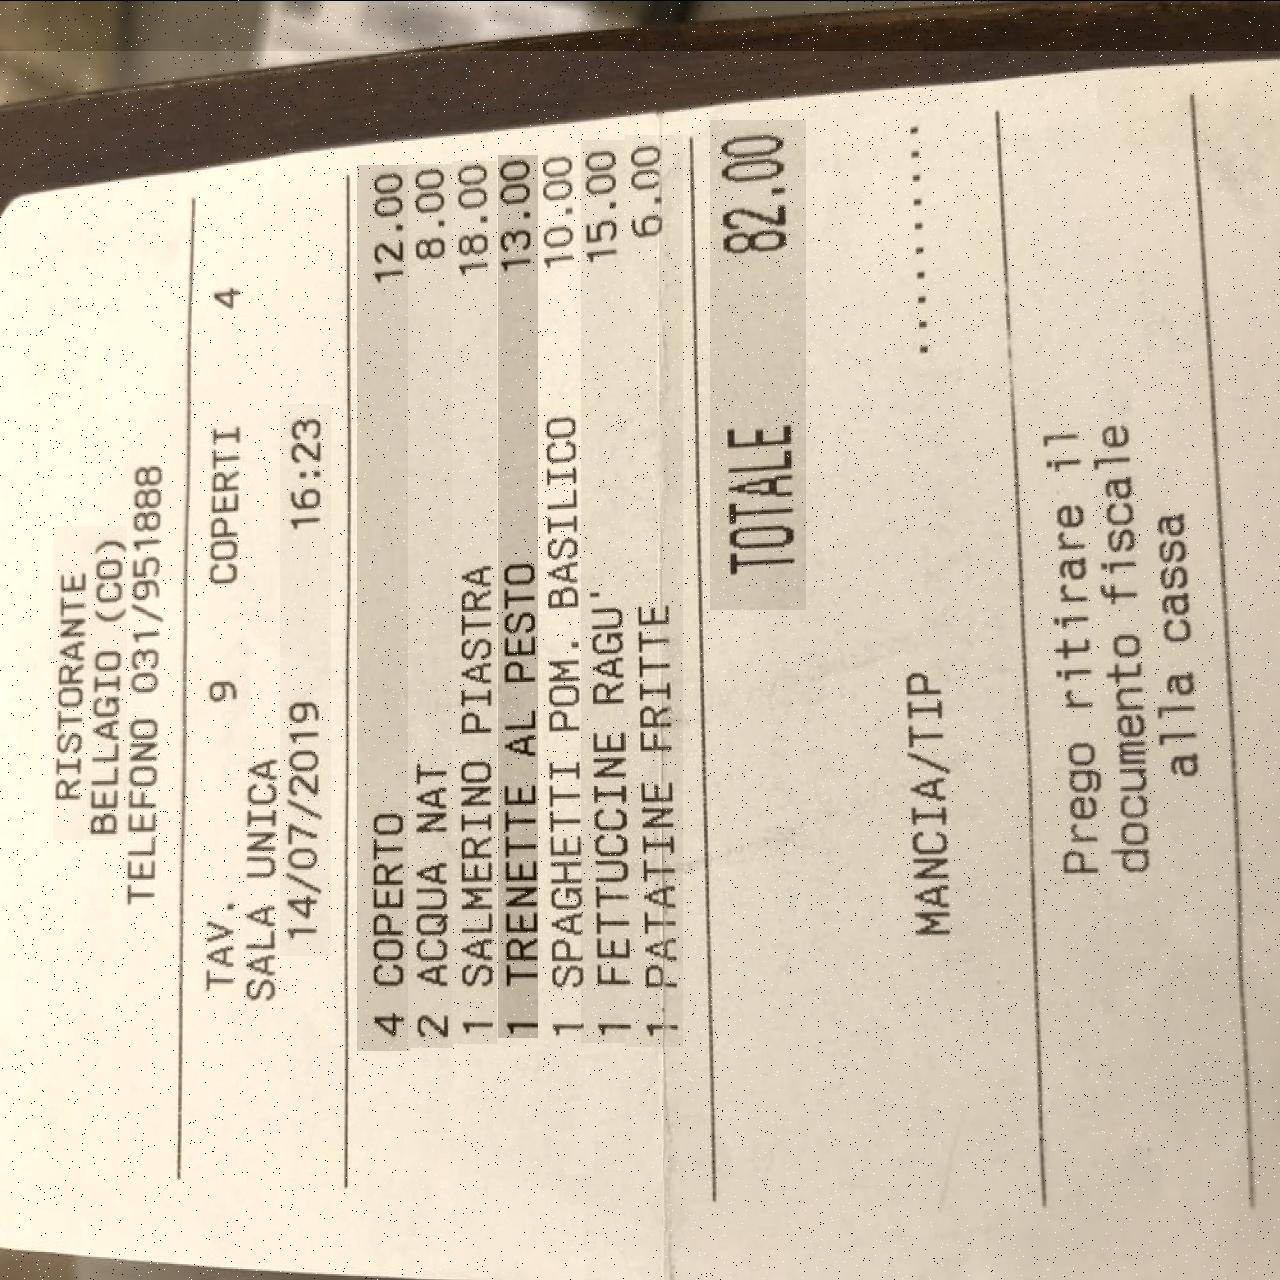 RISTORANTE
BELLAGIO (CO)
TELEFONO 031/951888
TAV. 9 COPERTI 4
SALA UNICA
14/07/2019 16:23
4 COPERTO 12.00
2 ACQUA NAT 8.00
1 SALMERINO PIASTRA 18.00
1 TRENETTE AL PESTO 13.00
1 SPAGHETTI POM. BASILICO 10.00
1 FETTUCCINE RAGU' 15.00
1 PATATINE FRITTE 6.00
TOTALE 82.00
MANCIA/TIP ..........
Prego ritirare il
documento fiscale
alla cassa